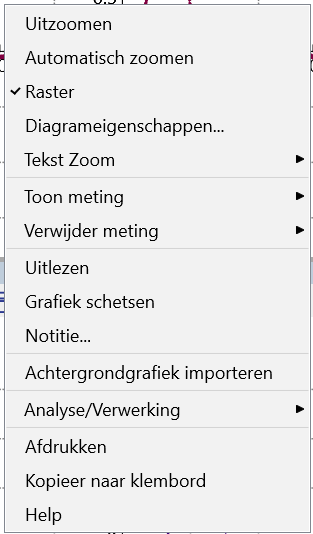 Uitzoomen
Automatisch zoomen
Raster
Diagrameigenschappen...
Tekst Zoom
Toon meting
Verwijder meting
Uitlezen
Grafiek schetsen
Notitie...
Achtergrondgrafiek importeren
Analyse/Verwerking
Afdrukken
Kopieer naar klembord
Help